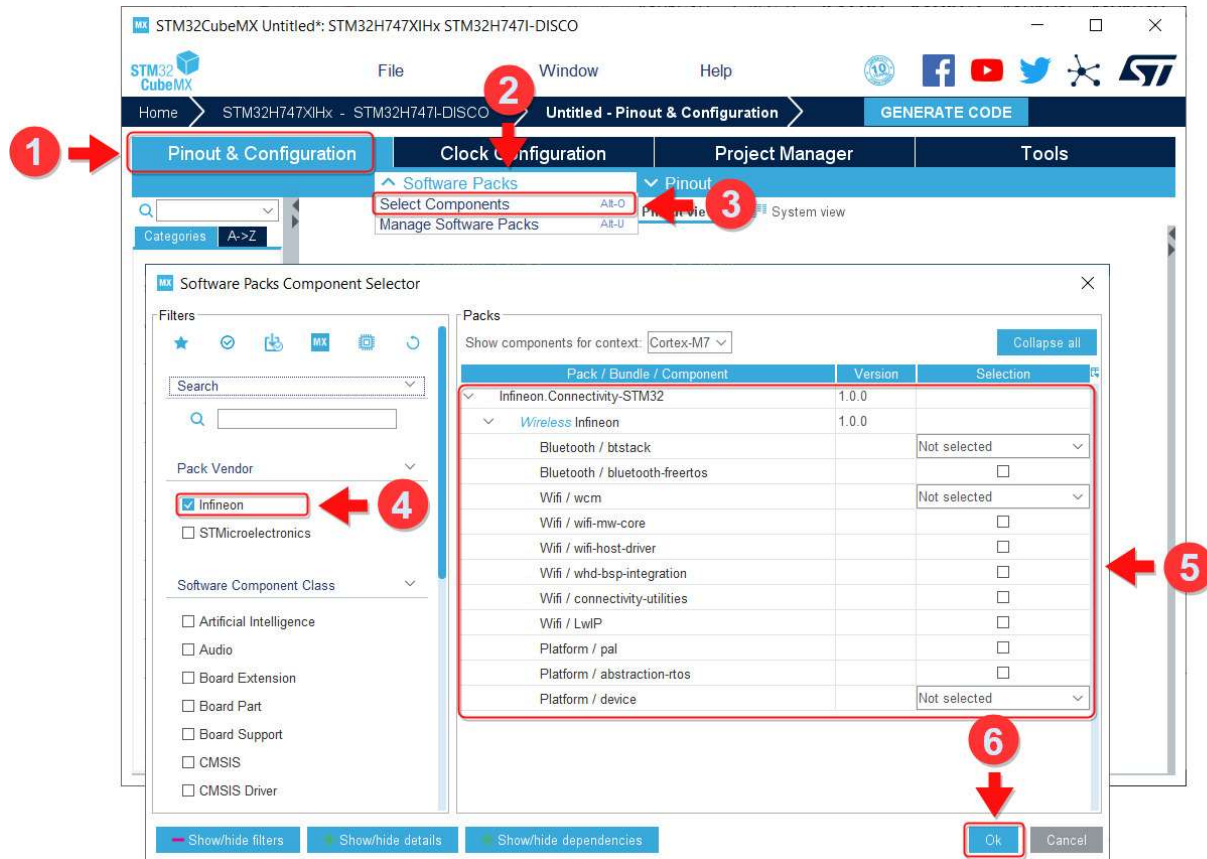 MX STM32CubeMX Untitled*: STM32H747XIHx STM32H747I-DISCO
STM32
CubeMX
File Window Help
10
ST
2
Home STM32H747XIHx - STM32H747I-DISCO Untitled - Pinout & Configuration GENERATE CODE
1
Pinout & Configuration
Clock Configuration
Project Manager
Tools
Software Packs
Pinout
Select Components Alt-O
3
Manage Software Packs Alt-U
System view
Categories A->Z
MX Software Packs Component Selector
Filters
MX
Search
Pack Vendor
Infineon
4
STMicroelectronics
Software Component Class
Artificial Intelligence
Audio
Board Extension
Board Part
Board Support
CMSIS
CMSIS Driver
Packs
Show components for context: Cortex-M7
Collapse all
Pack / Bundle / Component Version Selection
Infineon.Connectivity-STM32 1.0.0
Wireless Infineon 1.0.0
Bluetooth / btstack Not selected
Bluetooth / bluetooth-freertos
Wifi / wcm Not selected
Wifi / wifi-mw-core
Wifi / wifi-host-driver
Wifi / whd-bsp-integration
Wifi / connectivity-utilities
Wifi / LwIP
Platform / pal
Platform / abstraction-rtos
Platform / device Not selected
5
6
Show/hide filters
Show/hide details
Show/hide dependencies
Ok
Cancel